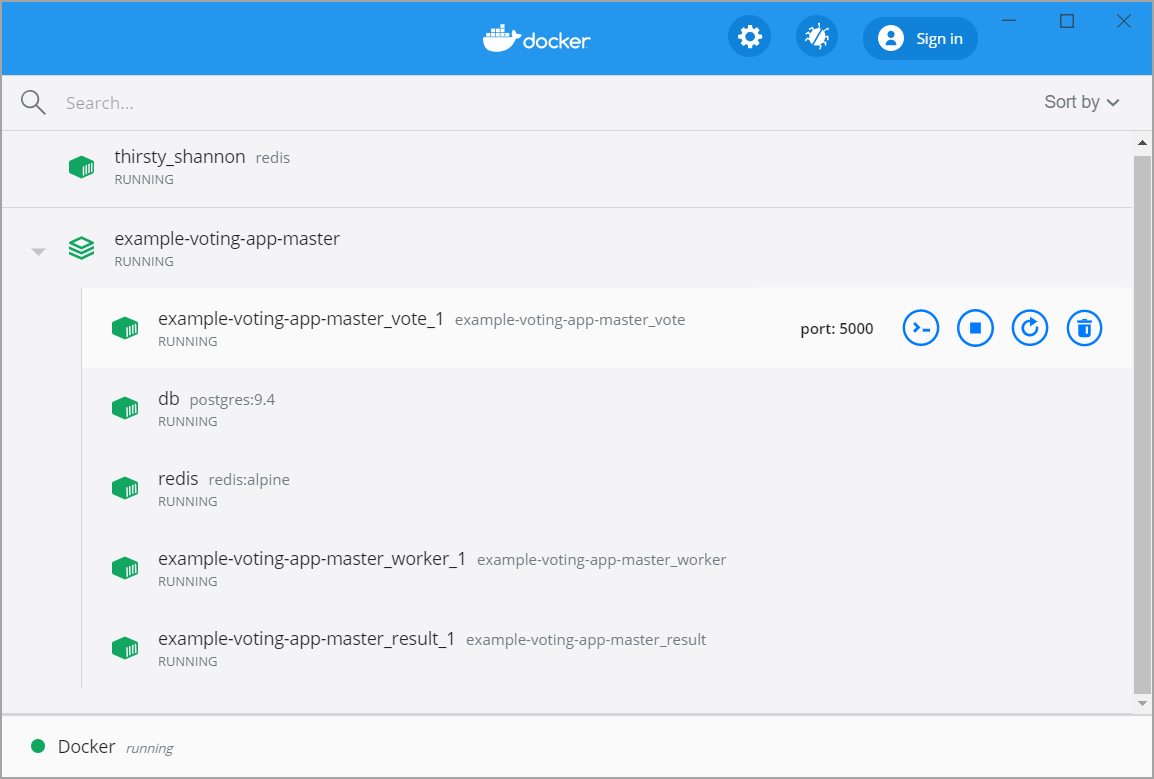 docker
Sign in
Search...
Sort by
thirsty_shannon redis
RUNNING
example-voting-app-master
RUNNING
example-voting-app-master_vote_1 example-voting-app-master_vote port: 5000
RUNNING
db postgres:9.4
RUNNING
redis redis:alpine
RUNNING
example-voting-app-master_worker_1 example-voting-app-master_worker
RUNNING
example-voting-app-master_result_1 example-voting-app-master_result
RUNNING
Docker running